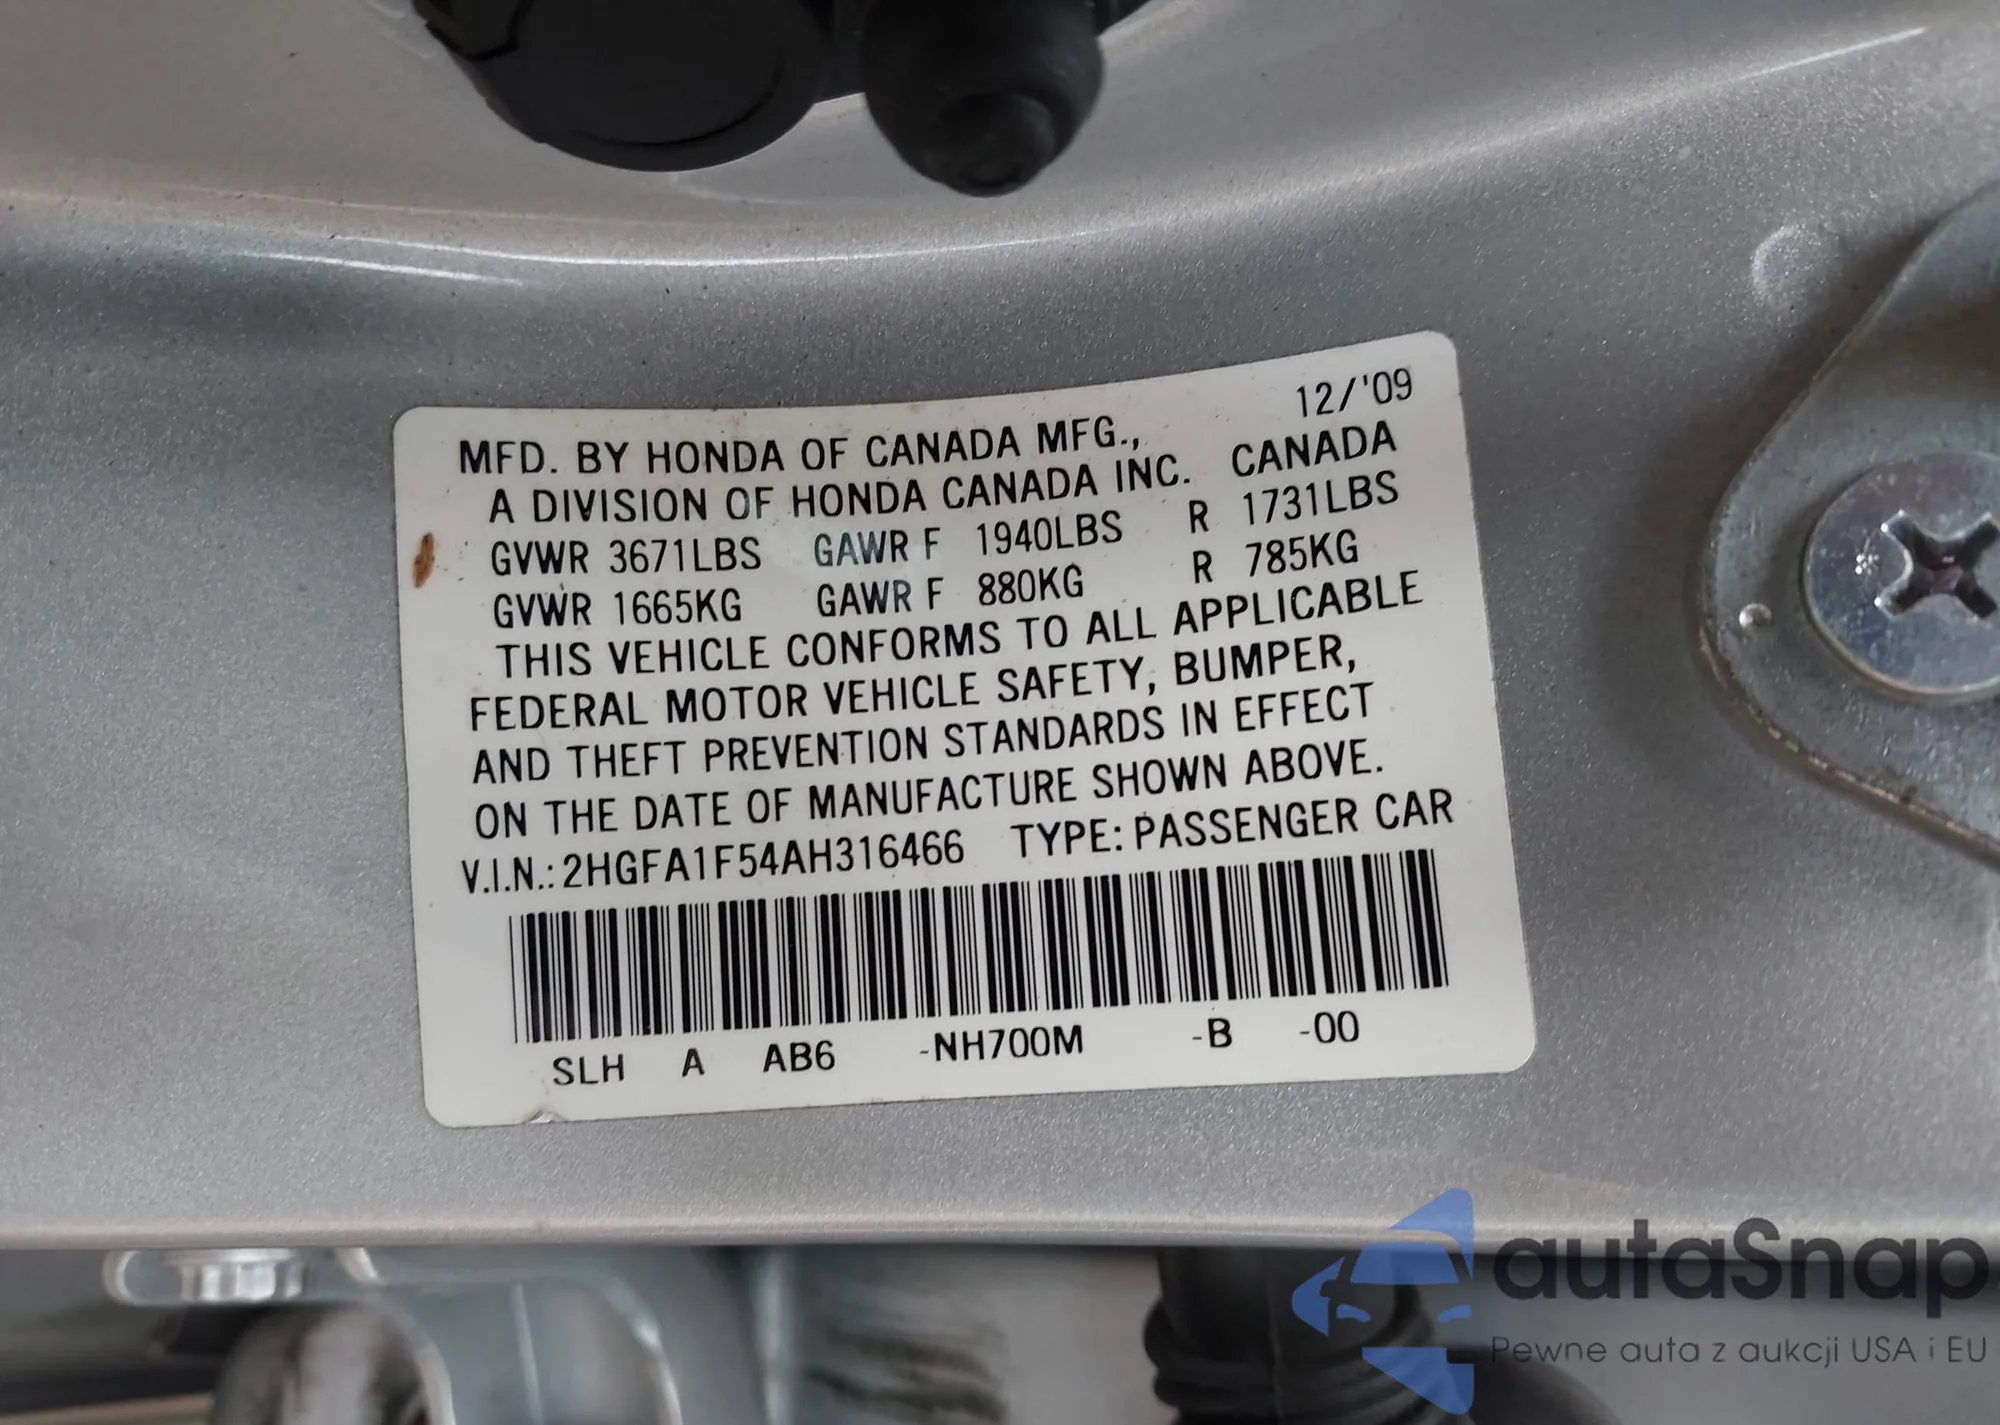 12/'09
MFD. BY HONDA OF CANADA MFG.,
A DIVISION OF HONDA CANADA INC. CANADA
GVWR 3671LBS GAWR F 1940LBS R 1731LBS
GVWR 1665KG GAWR F 880KG R 785KG
THIS VEHICLE CONFORMS TO ALL APPLICABLE
FEDERAL MOTOR VEHICLE SAFETY, BUMPER,
AND THEFT PREVENTION STANDARDS IN EFFECT
ON THE DATE OF MANUFACTURE SHOWN ABOVE.
V.I.N.: 2HGFA1F54AH316466 TYPE: PASSENGER CAR
SLH A AB6 -NH700M -B -00
autaSnap
Pewne auta z aukcji USA i EU